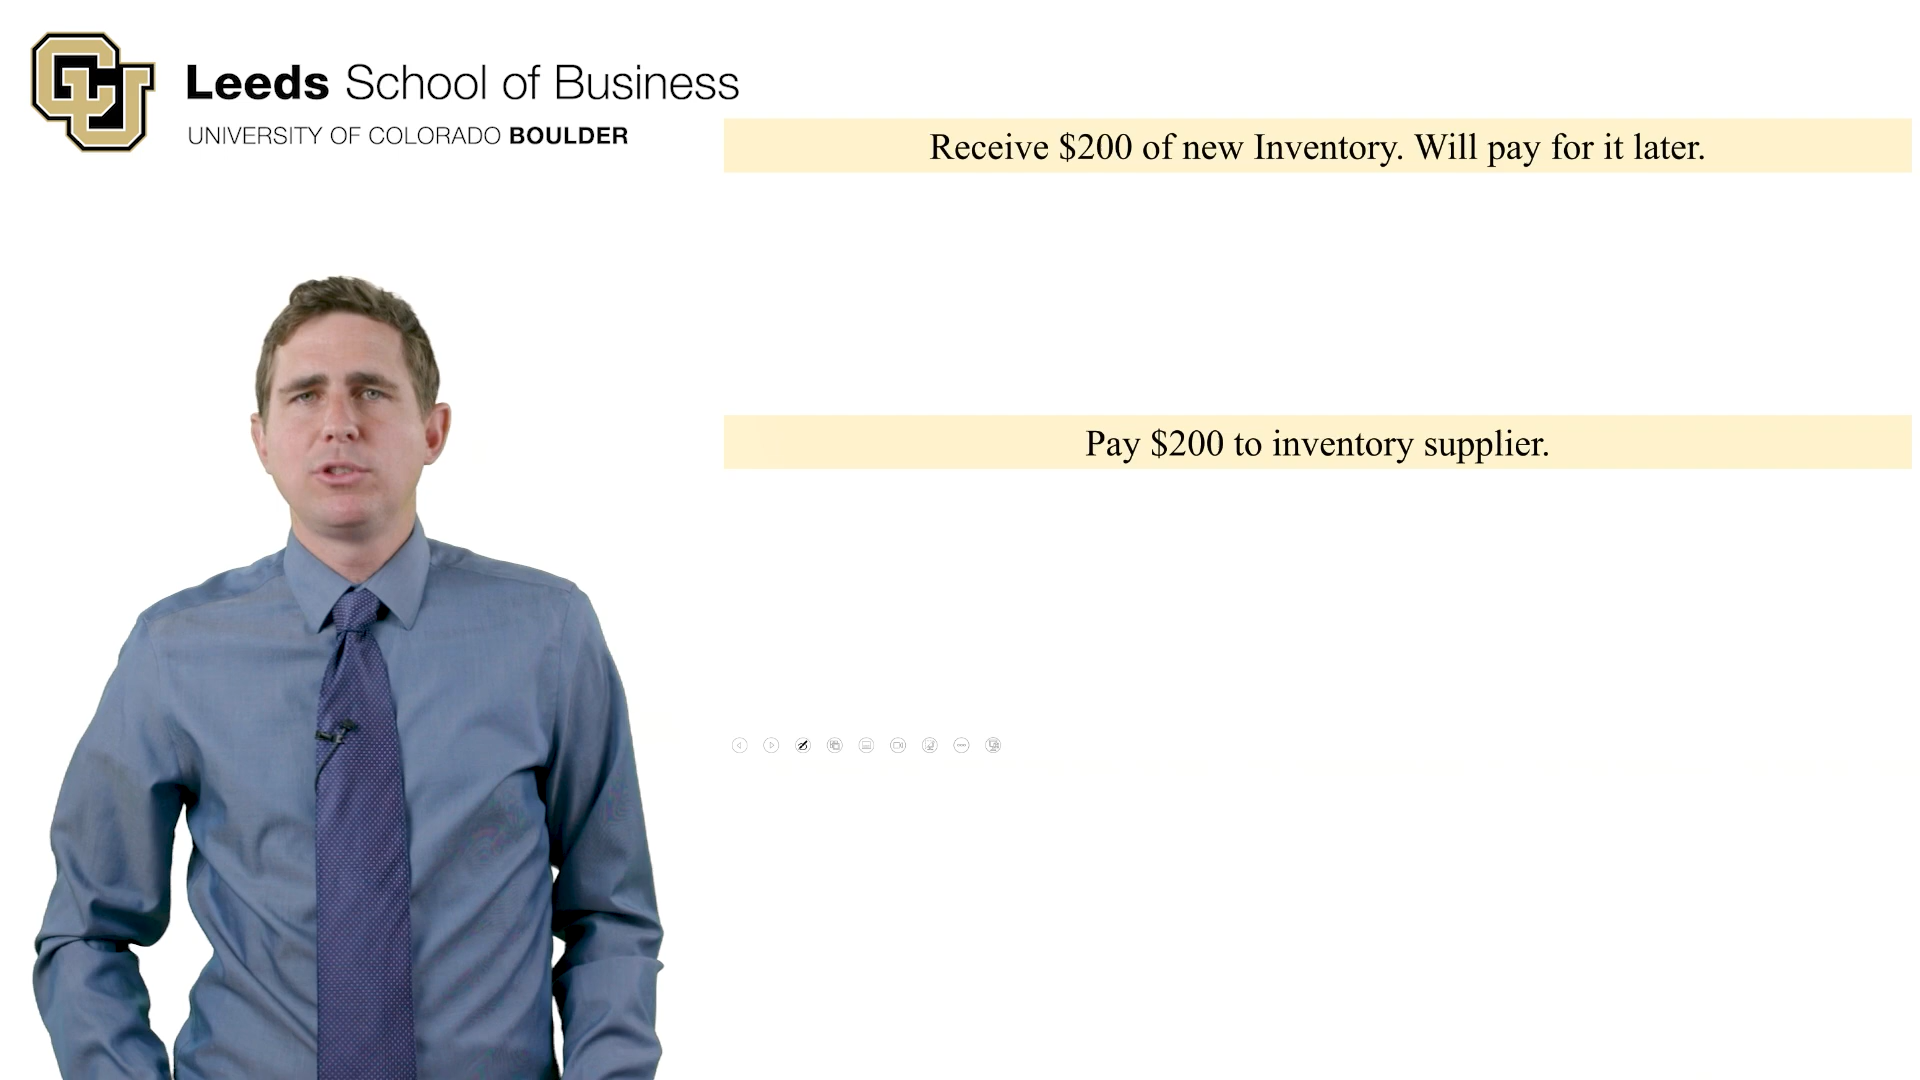 Leeds School of Business
UNIVERSITY OF COLORADO BOULDER
Receive $200 of new Inventory. Will pay for it later.
Pay $200 to inventory supplier.